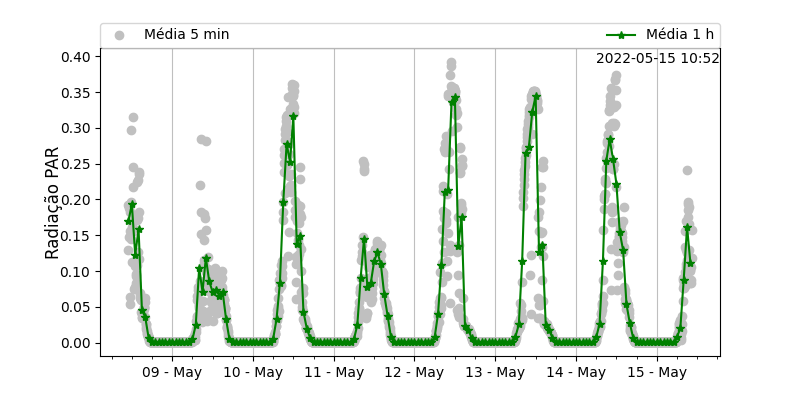 Média 5 min
Média 1 h
2022-05-15 10:52
Radiação PAR
0.40
0.35
0.30
0.25
0.20
0.15
0.10
0.05
0.00
09 - May
10 - May
11 - May
12 - May
13 - May
14 - May
15 - May